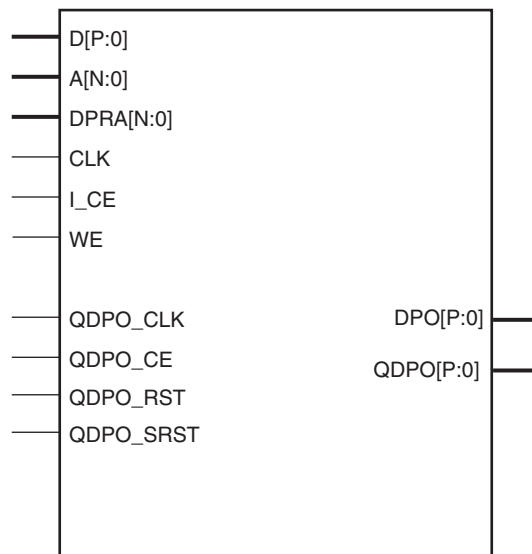 D[P:0]
A[N:0]
DPRA[N:0]
CLK
I_CE
WE
QDPO_CLK
QDPO_CE
QDPO_RST
QDPO_SRST
DPO[P:0]
QDPO[P:0]